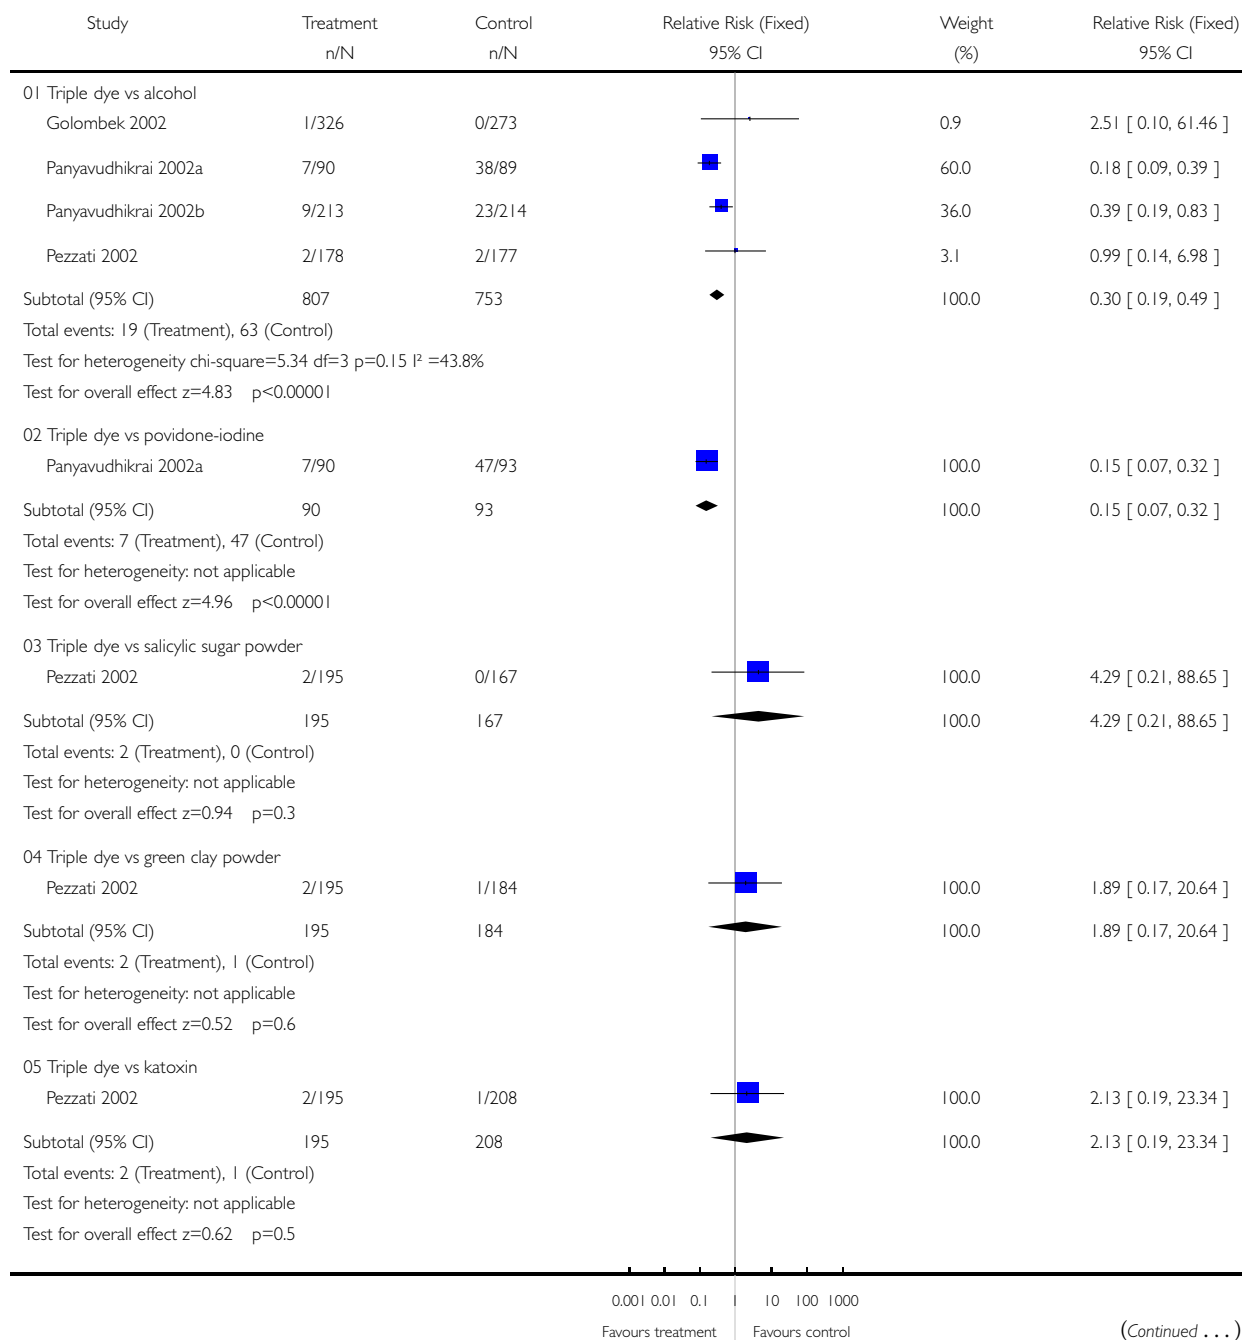 Study Treatment Control Relative Risk (Fixed) Weight Relative Risk (Fixed)
n/N n/N 95% CI (%) 95% CI
01 Triple dye vs alcohol
Golombek 2002 1/326 0/273 0.9 2.51 [ 0.10, 61.46 ]
Panyavudhikrai 2002a 7/90 38/89 60.0 0.18 [ 0.09, 0.39 ]
Panyavudhikrai 2002b 9/213 23/214 36.0 0.39 [ 0.19, 0.83 ]
Pezzati 2002 2/178 2/177 3.1 0.99 [ 0.14, 6.98 ]
Subtotal (95% CI) 807 753 100.0 0.30 [ 0.19, 0.49 ]
Total events: 19 (Treatment), 63 (Control)
Test for heterogeneity chi-square=5.34 df=3 p=0.15 I² =43.8%
Test for overall effect z=4.83 p<0.00001
02 Triple dye vs povidone-iodine
Panyavudhikrai 2002a 7/90 47/93 100.0 0.15 [ 0.07, 0.32 ]
Subtotal (95% CI) 90 93 100.0 0.15 [ 0.07, 0.32 ]
Total events: 7 (Treatment), 47 (Control)
Test for heterogeneity: not applicable
Test for overall effect z=4.96 p<0.00001
03 Triple dye vs salicylic sugar powder
Pezzati 2002 2/195 0/167 100.0 4.29 [ 0.21, 88.65 ]
Subtotal (95% CI) 195 167 100.0 4.29 [ 0.21, 88.65 ]
Total events: 2 (Treatment), 0 (Control)
Test for heterogeneity: not applicable
Test for overall effect z=0.94 p=0.3
04 Triple dye vs green clay powder
Pezzati 2002 2/195 1/184 100.0 1.89 [ 0.17, 20.64 ]
Subtotal (95% CI) 195 184 100.0 1.89 [ 0.17, 20.64 ]
Total events: 2 (Treatment), 1 (Control)
Test for heterogeneity: not applicable
Test for overall effect z=0.52 p=0.6
05 Triple dye vs katoxin
Pezzati 2002 2/195 1/208 100.0 2.13 [ 0.19, 23.34 ]
Subtotal (95% CI) 195 208 100.0 2.13 [ 0.19, 23.34 ]
Total events: 2 (Treatment), 1 (Control)
Test for heterogeneity: not applicable
Test for overall effect z=0.62 p=0.5
0.001 0.01 0.1 1 10 100 1000
Favours treatment Favours control (Continued . . . )